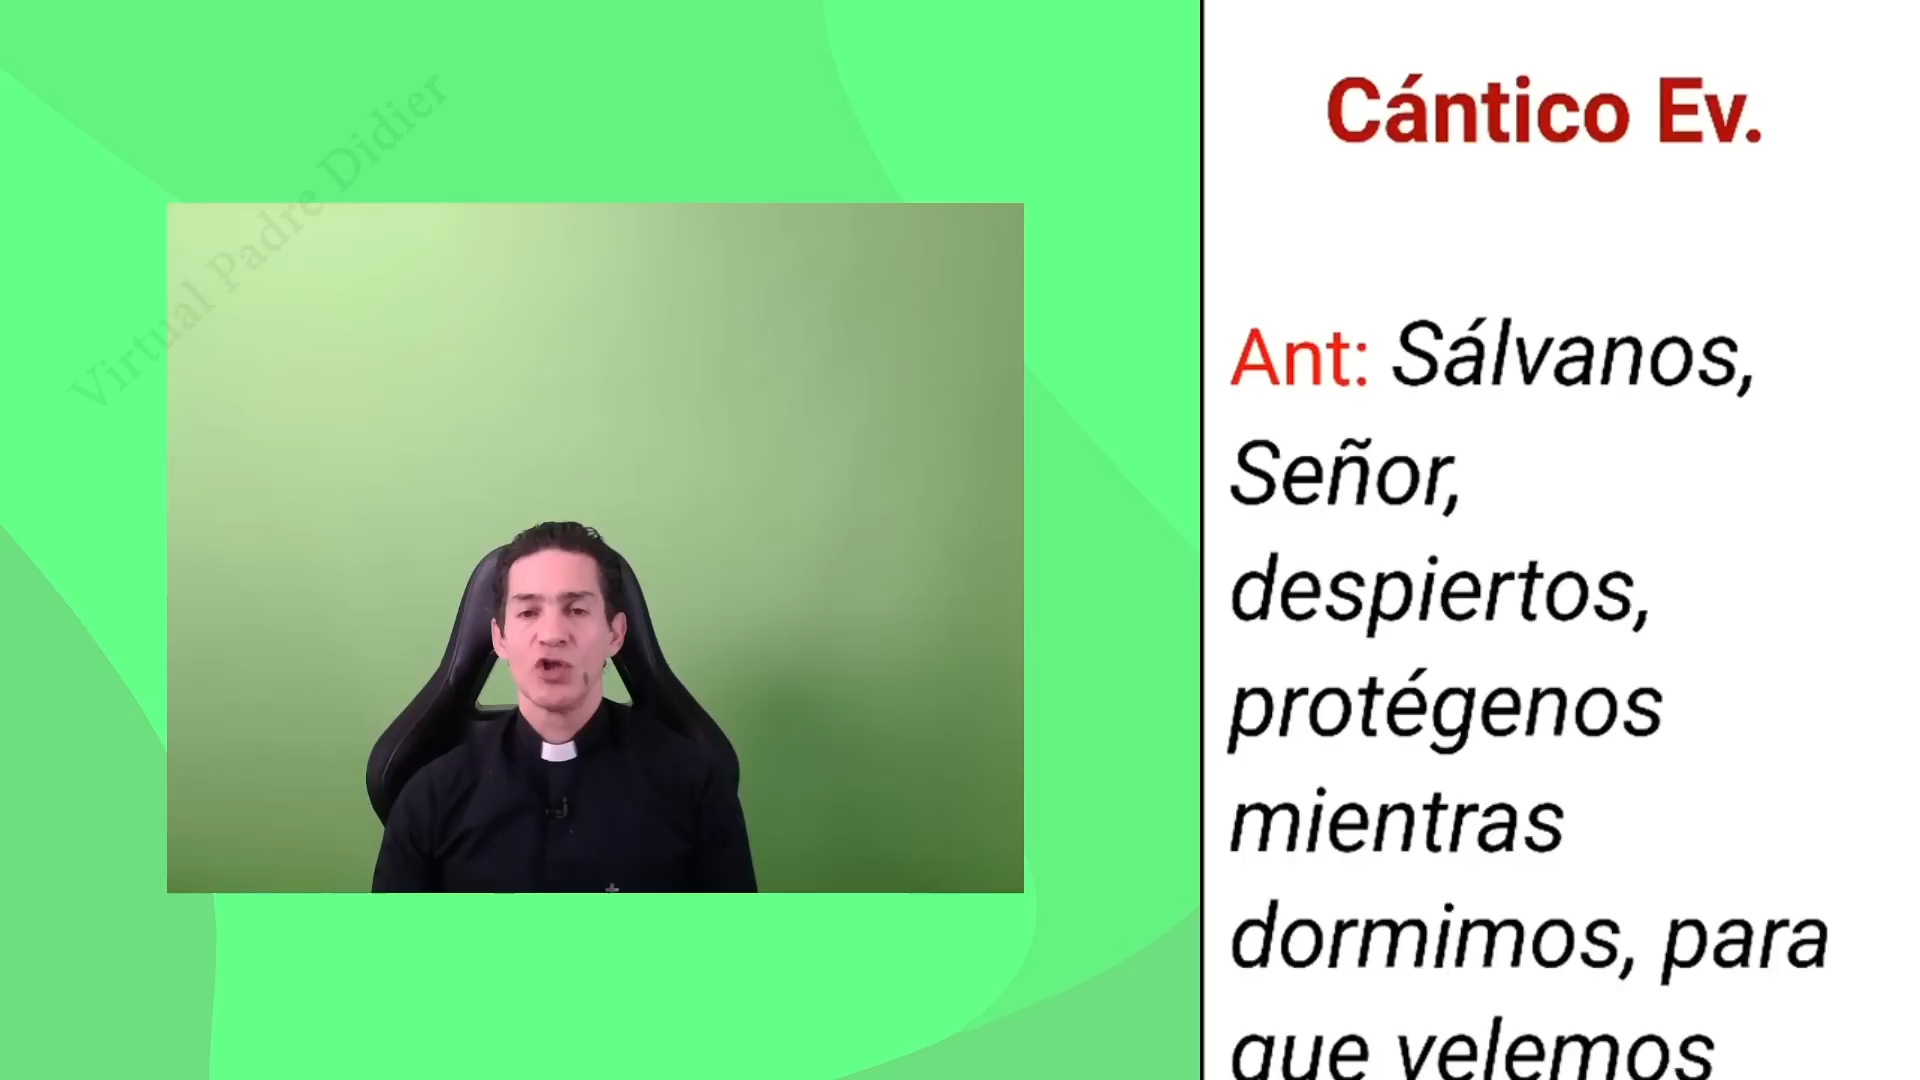 Virtual Padre Didier
Cántico Ev.
Ant: Sálvanos,
Señor,
despiertos,
protégenos
mientras
dormimos, para
que velemos